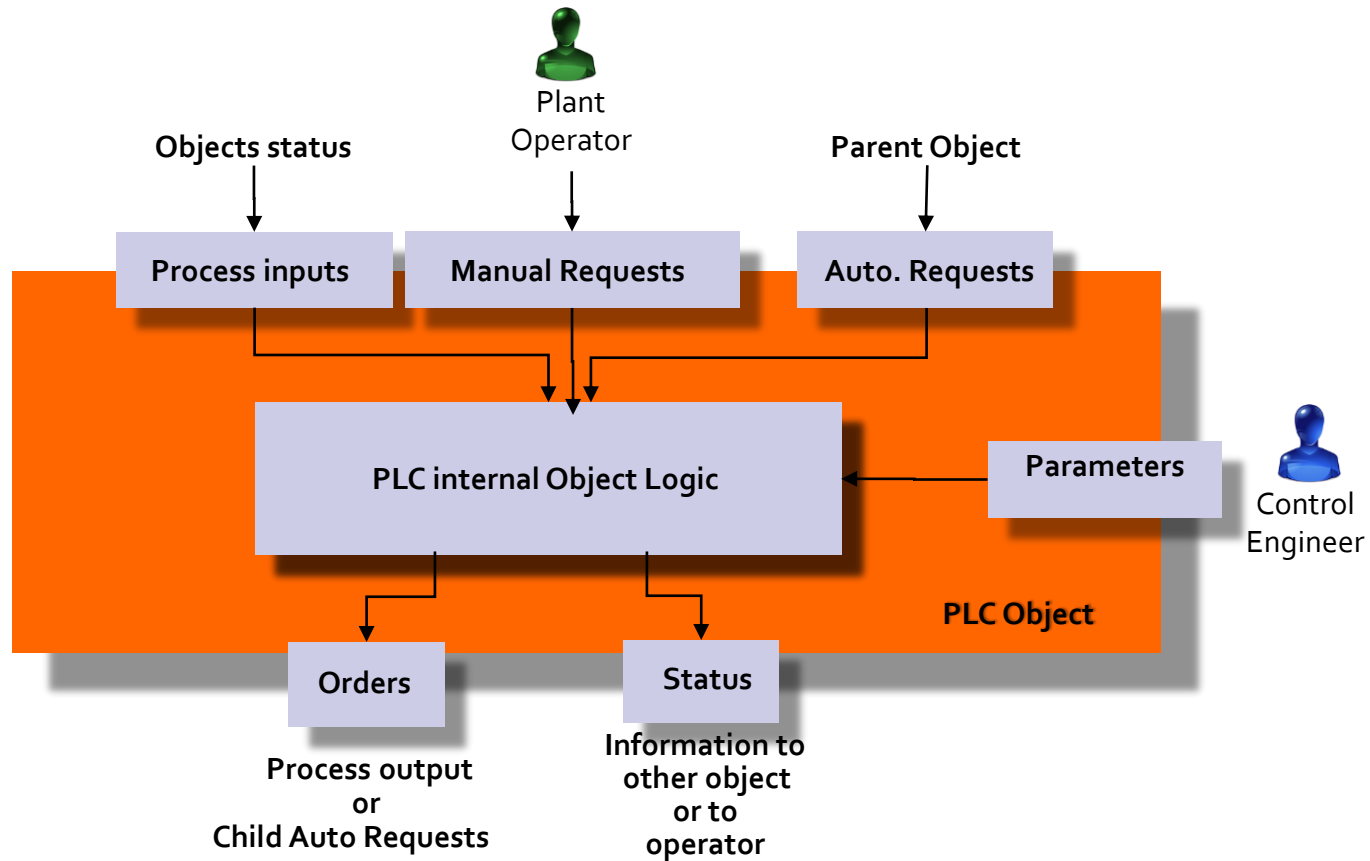 Plant
Operator
Objects status
Parent Object
Process inputs
Manual Requests
Auto. Requests
PLC internal Object Logic
Parameters
Control
Engineer
PLC Object
Orders
Status
Process output
or
Child Auto Requests
Information to
other object
or to
operator